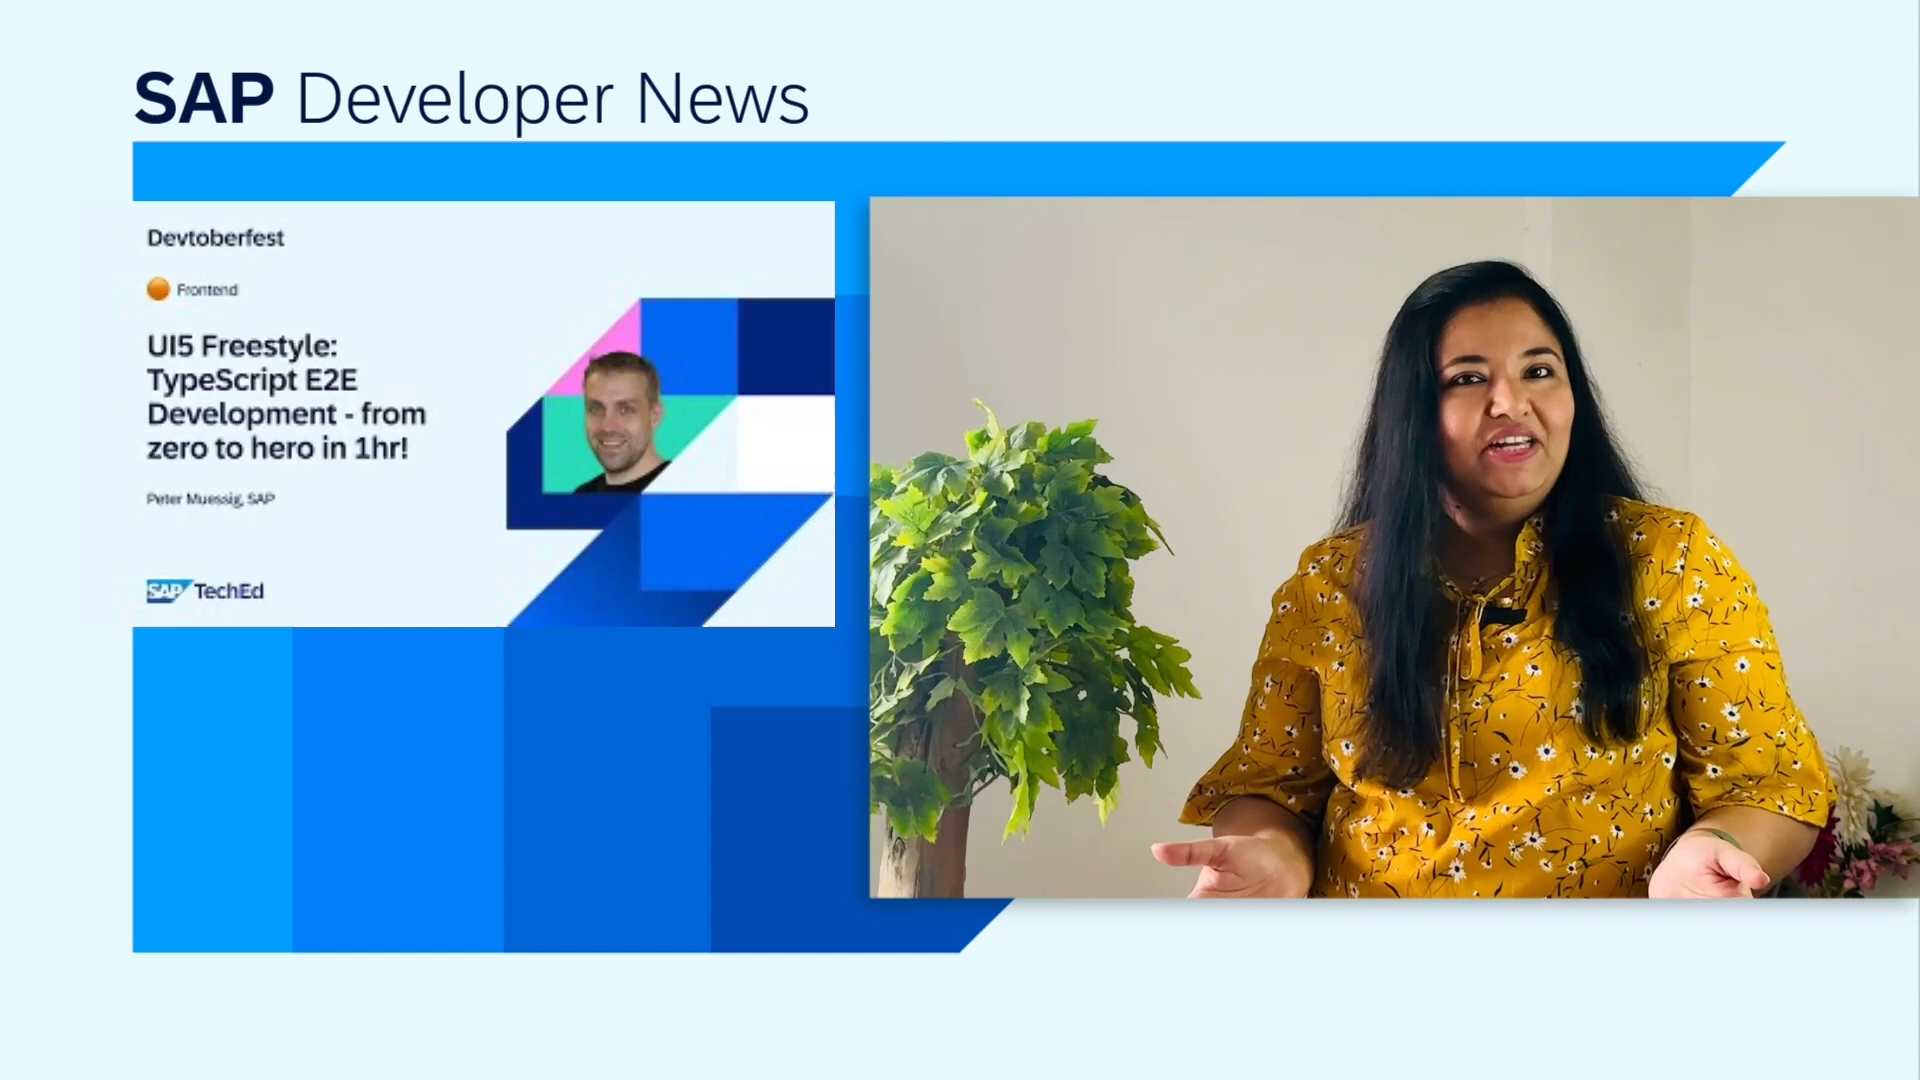 SAP Developer News
Devtoberfest
Frontend
UI5 Freestyle:
TypeScript E2E
Development - from
zero to hero in 1hr!
Peter Muessig, SAP
SAP TechEd